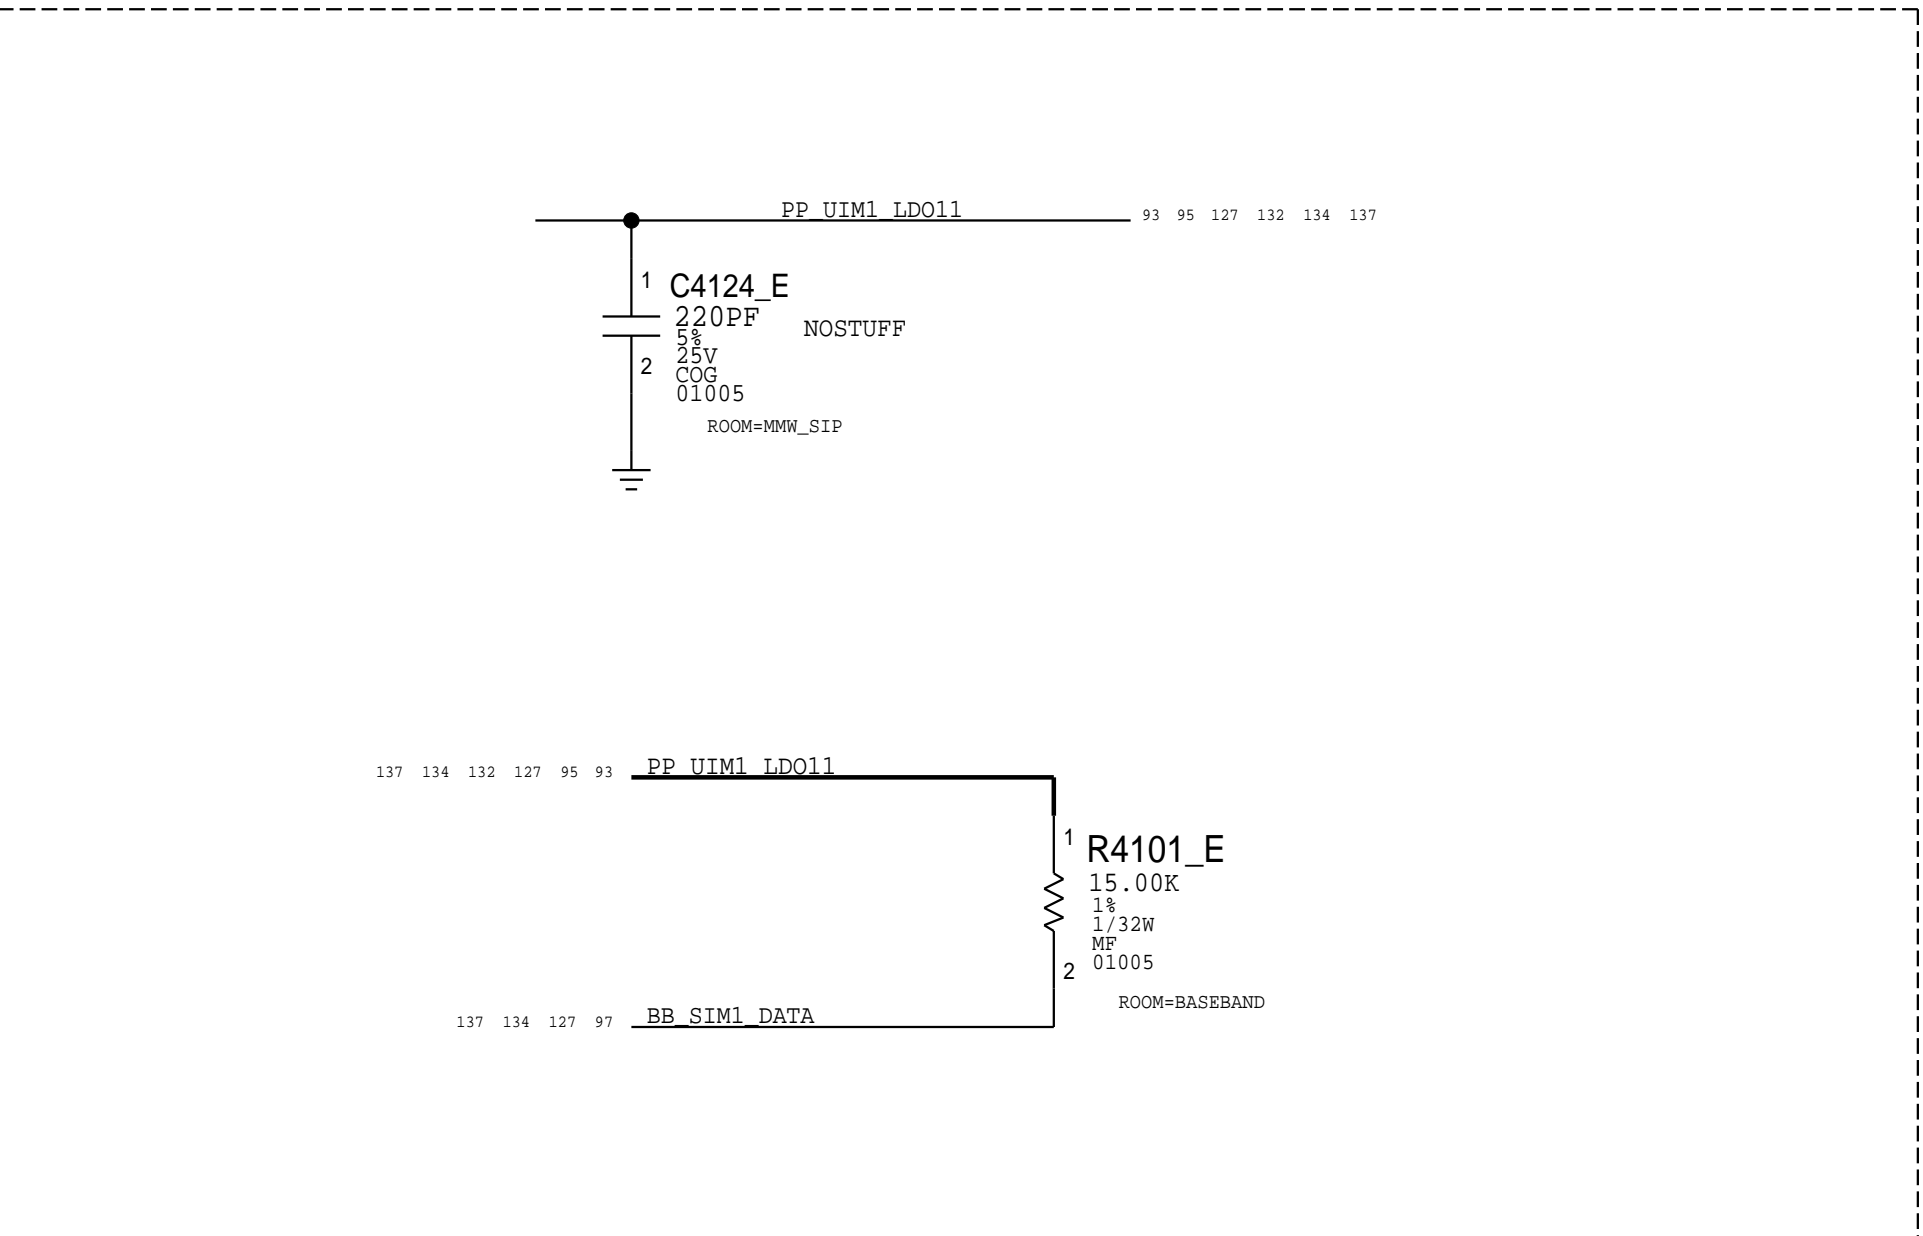 PP_UIM1_LDO11 93 95 127 132 134 137
1 C4124_E
220PF NOSTUFF
5%
25V
2
COG
01005
ROOM=MMW_SIP
137 134 132 127 95 93 PP_UIM1_LDO11
1 R4101_E
15.00K
1%
1/32W
MF
2 01005
ROOM=BASEBAND
137 134 127 97 BB_SIM1_DATA